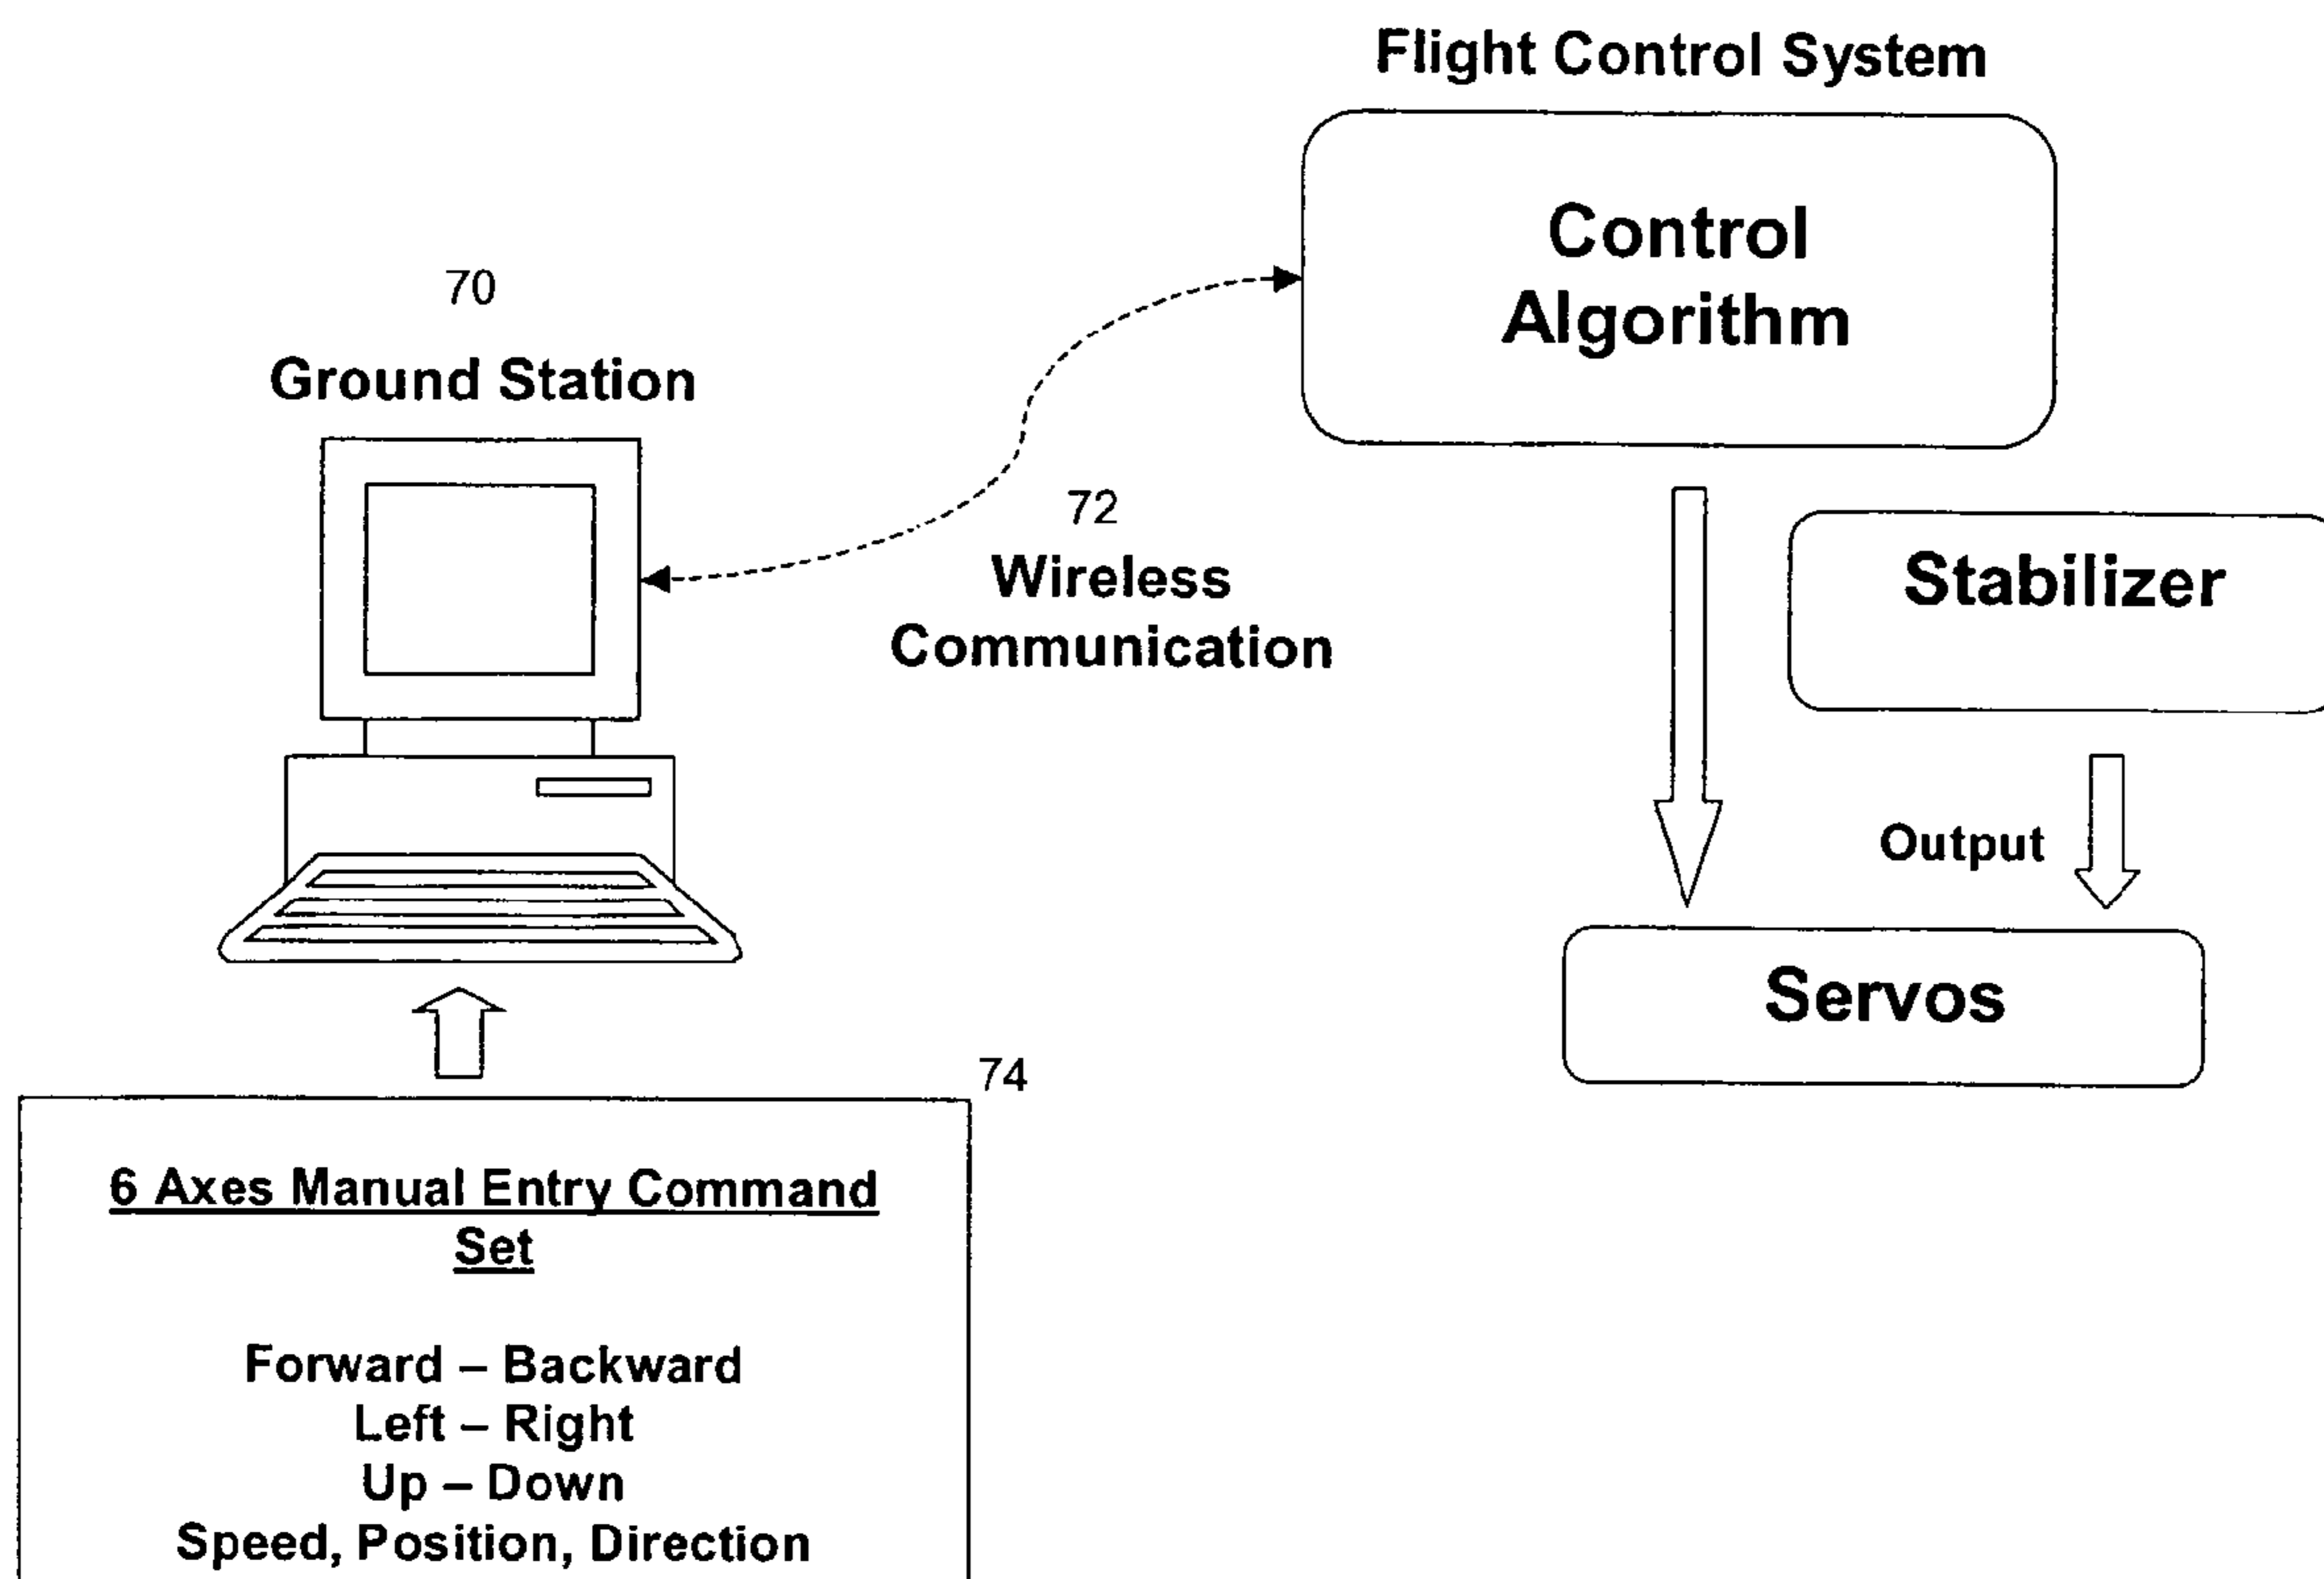 Flight Control System
Control
Algorithm
70
Ground Station
72
Wireless
Communication
Stabilizer
Output
Servos
74
6 Axes Manual Entry Command
Set
Forward – Backward
Left – Right
Up – Down
Speed, Position, Direction